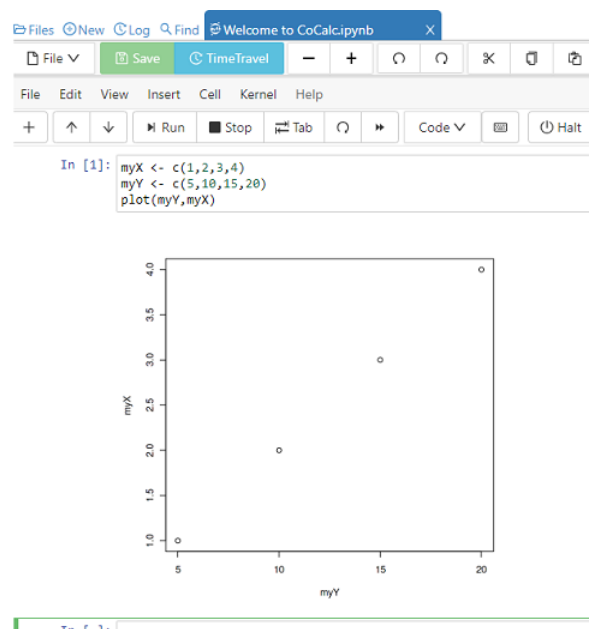 Files New Log Find Welcome to CoCalc.ipynb X
File Save TimeTravel
File Edit View Insert Cell Kernel Help
Run Stop Tab Code Halt
In [1]: myX <- c(1,2,3,4)
myY <- c(5,10,15,20)
plot(myY,myX)
4.0
3.5
3.0
myX
2.5
2.0
1.5
1.0
5 10 15 20
myY